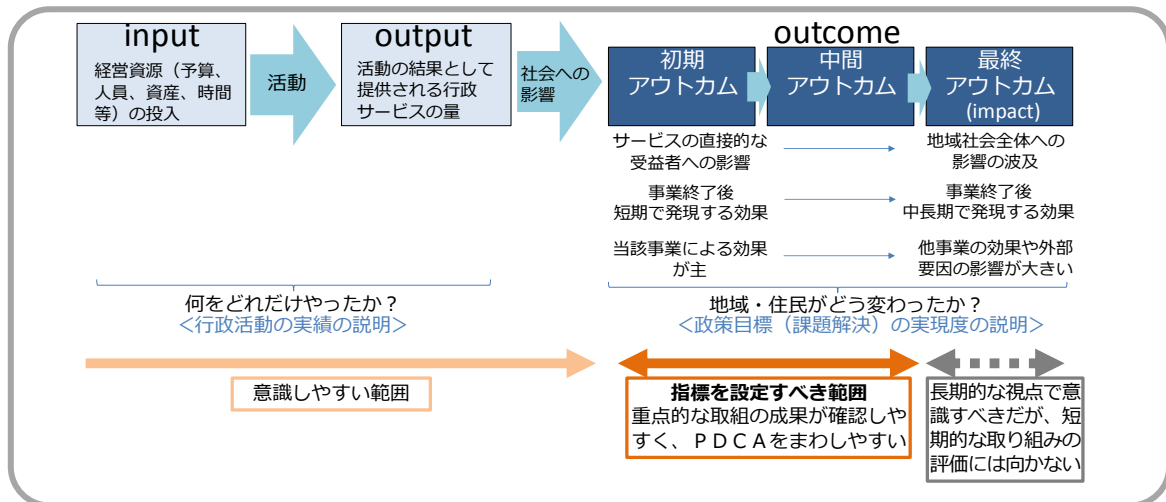 input
経営資源（予算、
人員、資産、時間
等）の投入
活動
output
活動の結果として
提供される行政
サービスの量
社会への
影響
outcome
初期
アウトカム
中間
アウトカム
最終
アウトカム
(impact)
サービスの直接的な
受益者への影響
地域社会全体への
影響の波及
事業終了後
短期で発現する効果
事業終了後
中長期で発現する効果
当該事業による効果
が主
他事業の効果や外部
要因の影響が大きい
何をどれだけやったか？
＜行政活動の実績の説明＞
地域・住民がどう変わったか？
＜政策目標（課題解決）の実現度の説明＞
意識しやすい範囲
指標を設定すべき範囲
重点的な取組の成果が確認しや
すく、ＰＤＣＡをまわしやすい
長期的な視点で意
識すべきだが、短
期的な取り組みの
評価には向かない